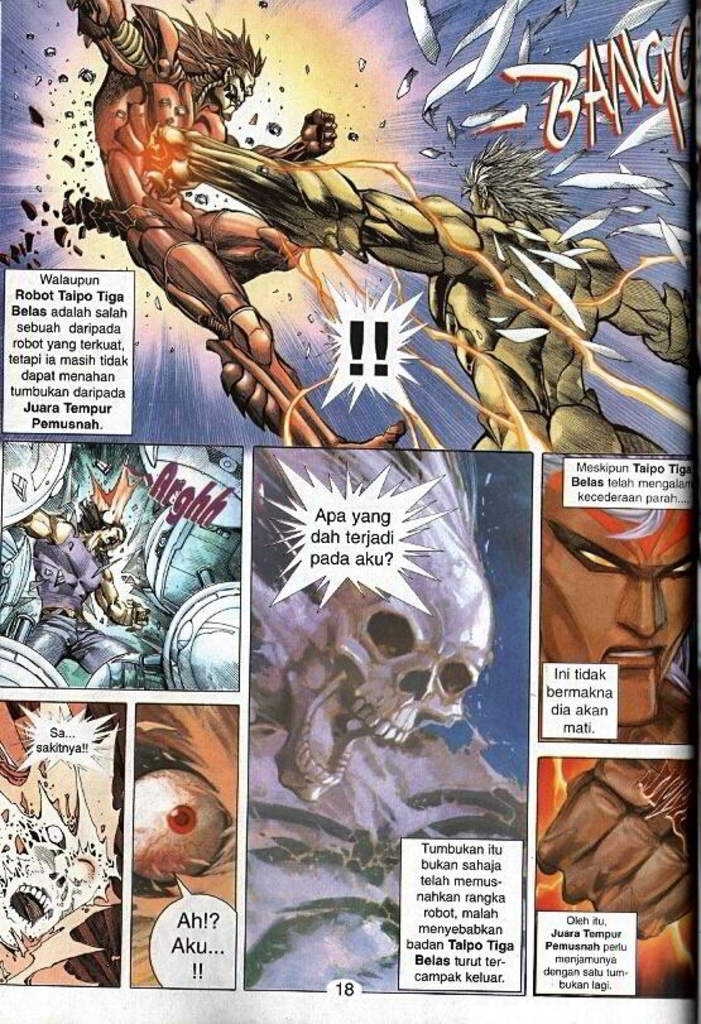 BANG
Walaupun
Robot Taipo Tiga
Belas adalah salah
sebuah daripada
robot yang terkuat,
tetapi ia masih tidak
dapat menahan
tumbukan daripada
Juara Tempur
Pemusnah.
!!
Arghh
Apa yang
dah terjadi
pada aku?
Meskipun Taipo Tiga
Belas telah mengalam
kecederaan parah....
Ini tidak
bermakna
dia akan
mati.
Sa...
sakitnya!!
Ah!?
Aku...
!!
Tumbukan itu
bukan sahaja
telah memus-
nahkan rangka
robot, malah
menyebabkan
badan Taipo Tiga
Belas turut ter-
campak keluar.
Oleh itu,
Juara Tempur
Pemusnah perlu
menjamunya
dengan satu tum-
bukan lagi.
18